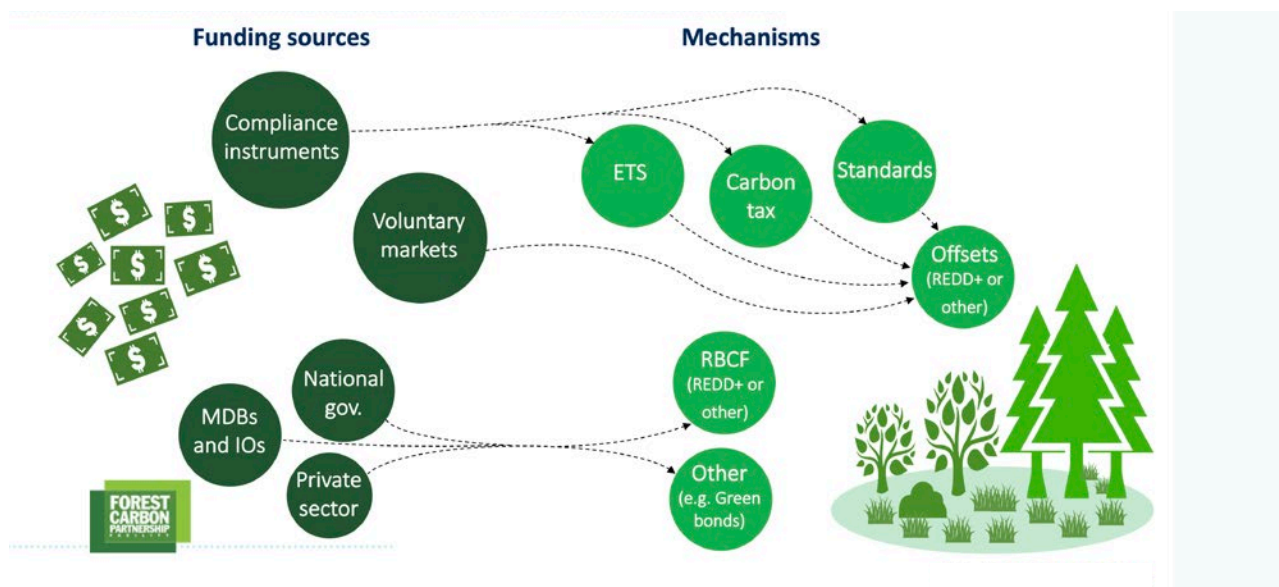 Funding sources
Mechanisms
Compliance
instruments
Voluntary
markets
ETS
Carbon
tax
Standards
Offsets
(REDD+ or
other)
$
$
$
$
$
$
$
$
National
gov.
MDBs
and IOs
Private
sector
RBCF
(REDD+ or
other)
Other
(e.g. Green
bonds)
FOREST
CARBON
PARTNERSHIP
FACILITY